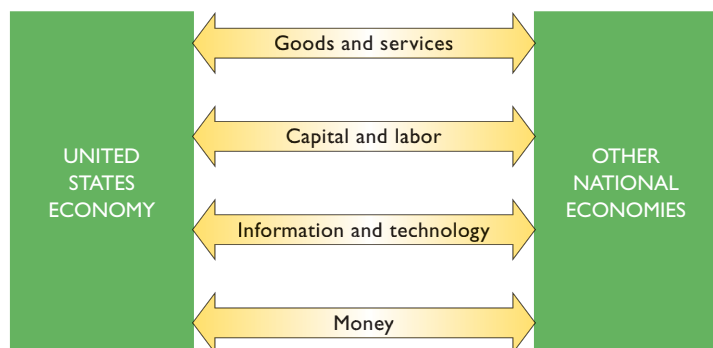 Goods and services
Capital and labor
UNITED
STATES
ECONOMY
OTHER
NATIONAL
ECONOMIES
Information and technology
Money